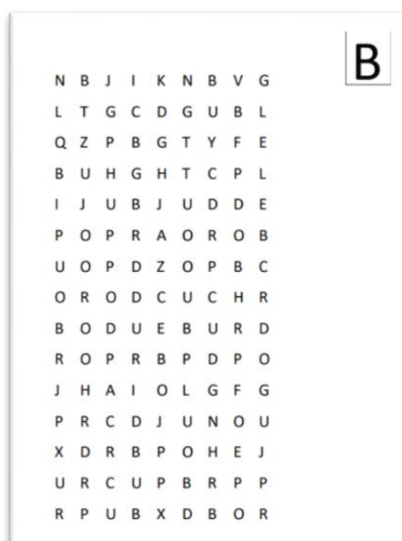 B
N B J I K N B V G
L T G C D G U B L
Q Z P B G T Y F E
B U H G H T C P L
I J U B J U D D E
P O P R A O R O B
U O P D Z O P B C
O R O D C U C H R
B O D U E B U R D
R O P R B P D P O
J H A I O L G F G
P R C D J U N O U
X D R B P O H E J
U R C U P B R P P
R P U B X D B O R